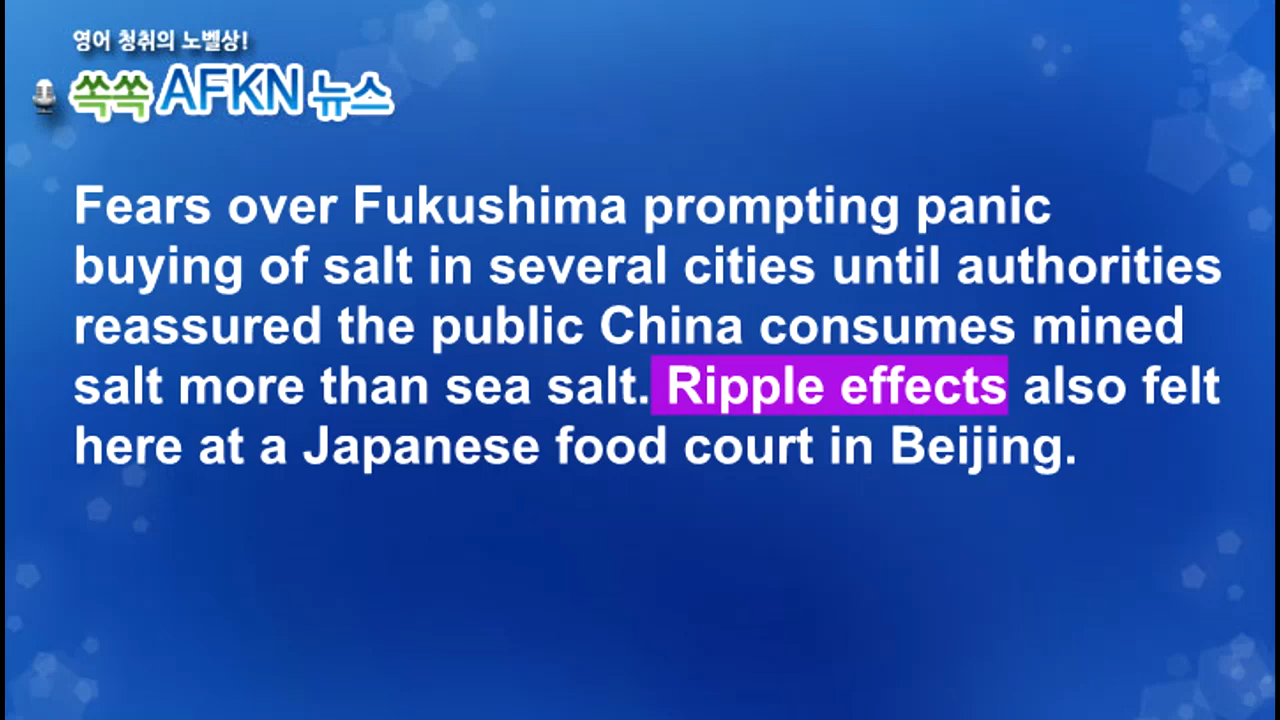 영어 청취의 노벨상!
쏙쏙 AFKN 뉴스
Fears over Fukushima prompting panic
buying of salt in several cities until authorities
reassured the public China consumes mined
salt more than sea salt. Ripple effects also felt
here at a Japanese food court in Beijing.